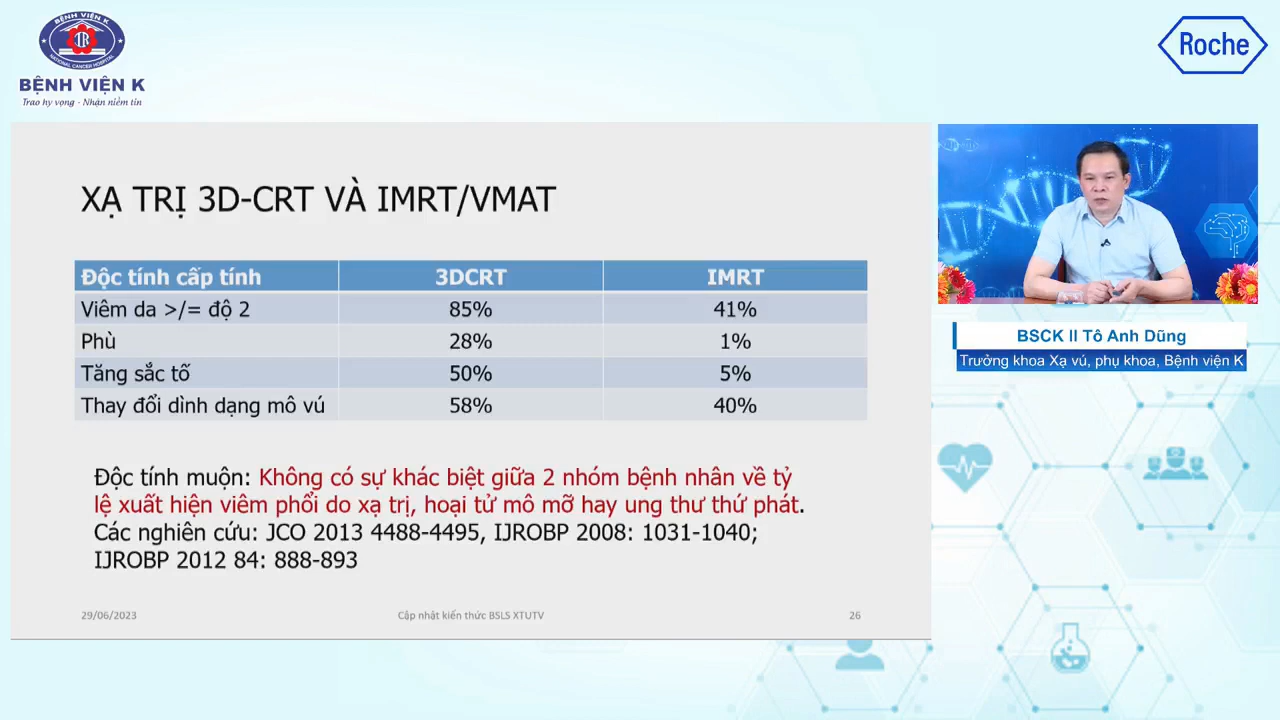 BỆNH VIỆN K
NATIONAL CANCER HOSPITAL
BỆNH VIỆN K
Trao hy vọng - Nhận niềm tin
Roche
XẠ TRỊ 3D-CRT VÀ IMRT/VMAT
Độc tính cấp tính 3DCRT IMRT
Viêm da >/= độ 2 85% 41%
Phù 28% 1%
Tăng sắc tố 50% 5%
Thay đổi dình dạng mô vú 58% 40%
Độc tính muộn: Không có sự khác biệt giữa 2 nhóm bệnh nhân về tỷ
lệ xuất hiện viêm phổi do xạ trị, hoại tử mô mỡ hay ung thư thứ phát.
Các nghiên cứu: JCO 2013 4488-4495, IJROBP 2008: 1031-1040;
IJROBP 2012 84: 888-893
29/06/2023 Cập nhật kiến thức BSLS XTUTV 26
BSCK II Tô Anh Dũng
Trưởng khoa Xạ vú, phụ khoa, Bệnh viện K